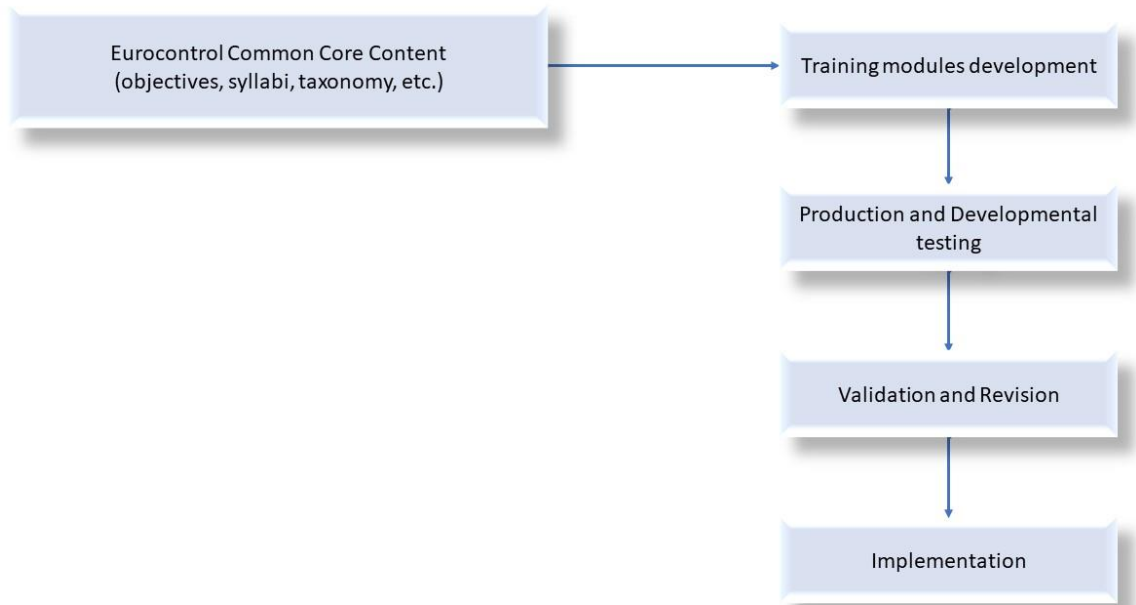 Eurocontrol Common Core Content
(objectives, syllabi, taxonomy, etc.)
Training modules development
Production and Developmental
testing
Validation and Revision
Implementation